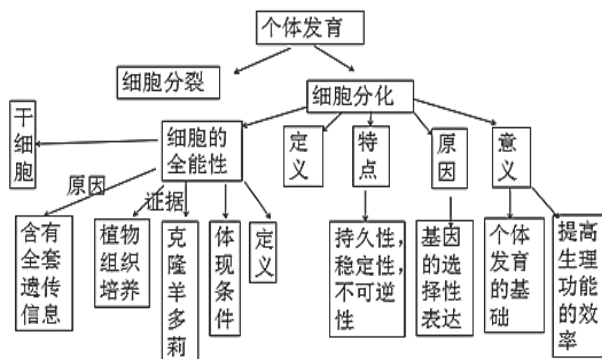 个体发育
细胞分裂
细胞分化
干细胞
细胞的
全能性
定义
特点
原因
意义
原因
证据
含有
全套
遗传
信息
植物
组织
培养
克隆羊多莉
体现条件
定义
持久性，
稳定性，
不可逆
性
基因
的选
择性
表达
个体
发育
的基
础
提高
生理
功能
的效
率